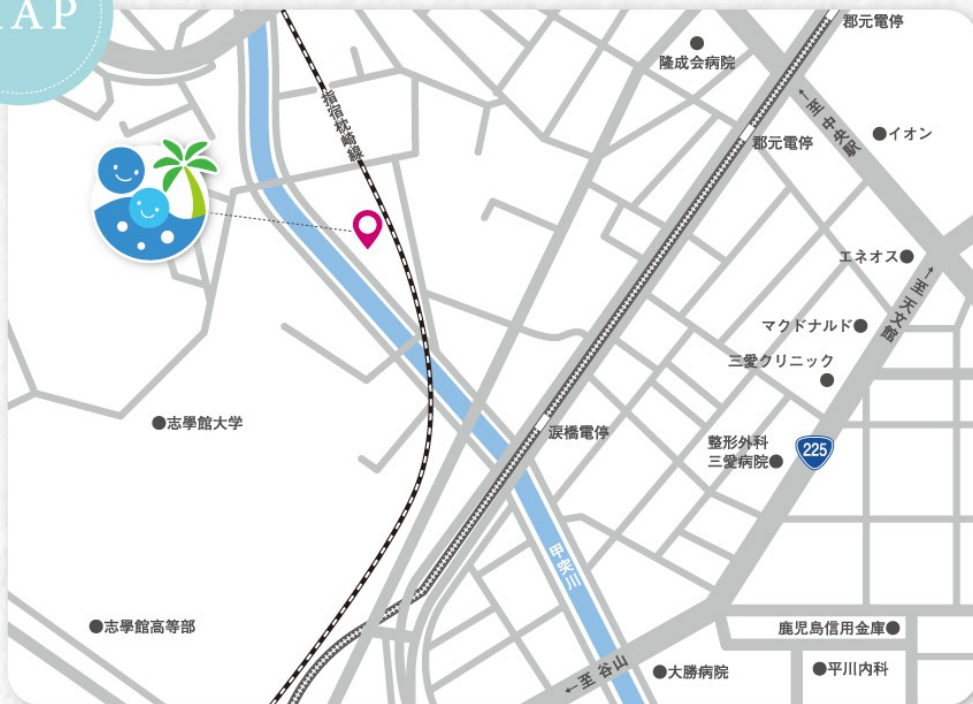 MAP
郡元電停
隆成会病院
指宿枕崎線
←至 中央駅
イオン
郡元電停
エネオス
←至 天文館
マクドナルド
三愛クリニック
志學館大学
涙橋電停
整形外科
三愛病院
225
甲突川
志學館高等部
鹿児島信用金庫
←至 谷山
大勝病院
平川内科